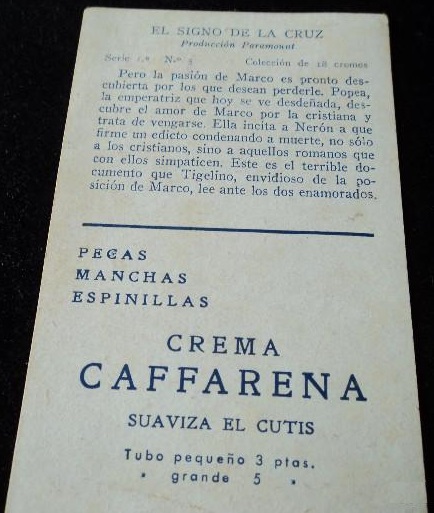 EL SIGNO DE LA CRUZ
Producción Paramount
Serie 1.ª N.º Colección de 18 cromos
Pero la pasión de Marco es pronto des-
cubierta por los que desean perderle. Popea,
la emperatriz que hoy se ve desdeñada, des-
cubre el amor de Marco por la cristiana y
trata de vengarse. Ella incita a Nerón a que
firme un edicto condenando a muerte, no sólo
a los cristianos, sino a aquellos romanos que
con ellos simpaticen. Este es el terrible do-
cumento que Tigelino, envidioso de la po-
sición de Marco, lee ante los dos enamorados.
PECAS
MANCHAS
ESPINILLAS
CREMA
CAFFARENA
SUAVIZA EL CUTIS
Tubo pequeño 3 ptas.
" grande 5 "